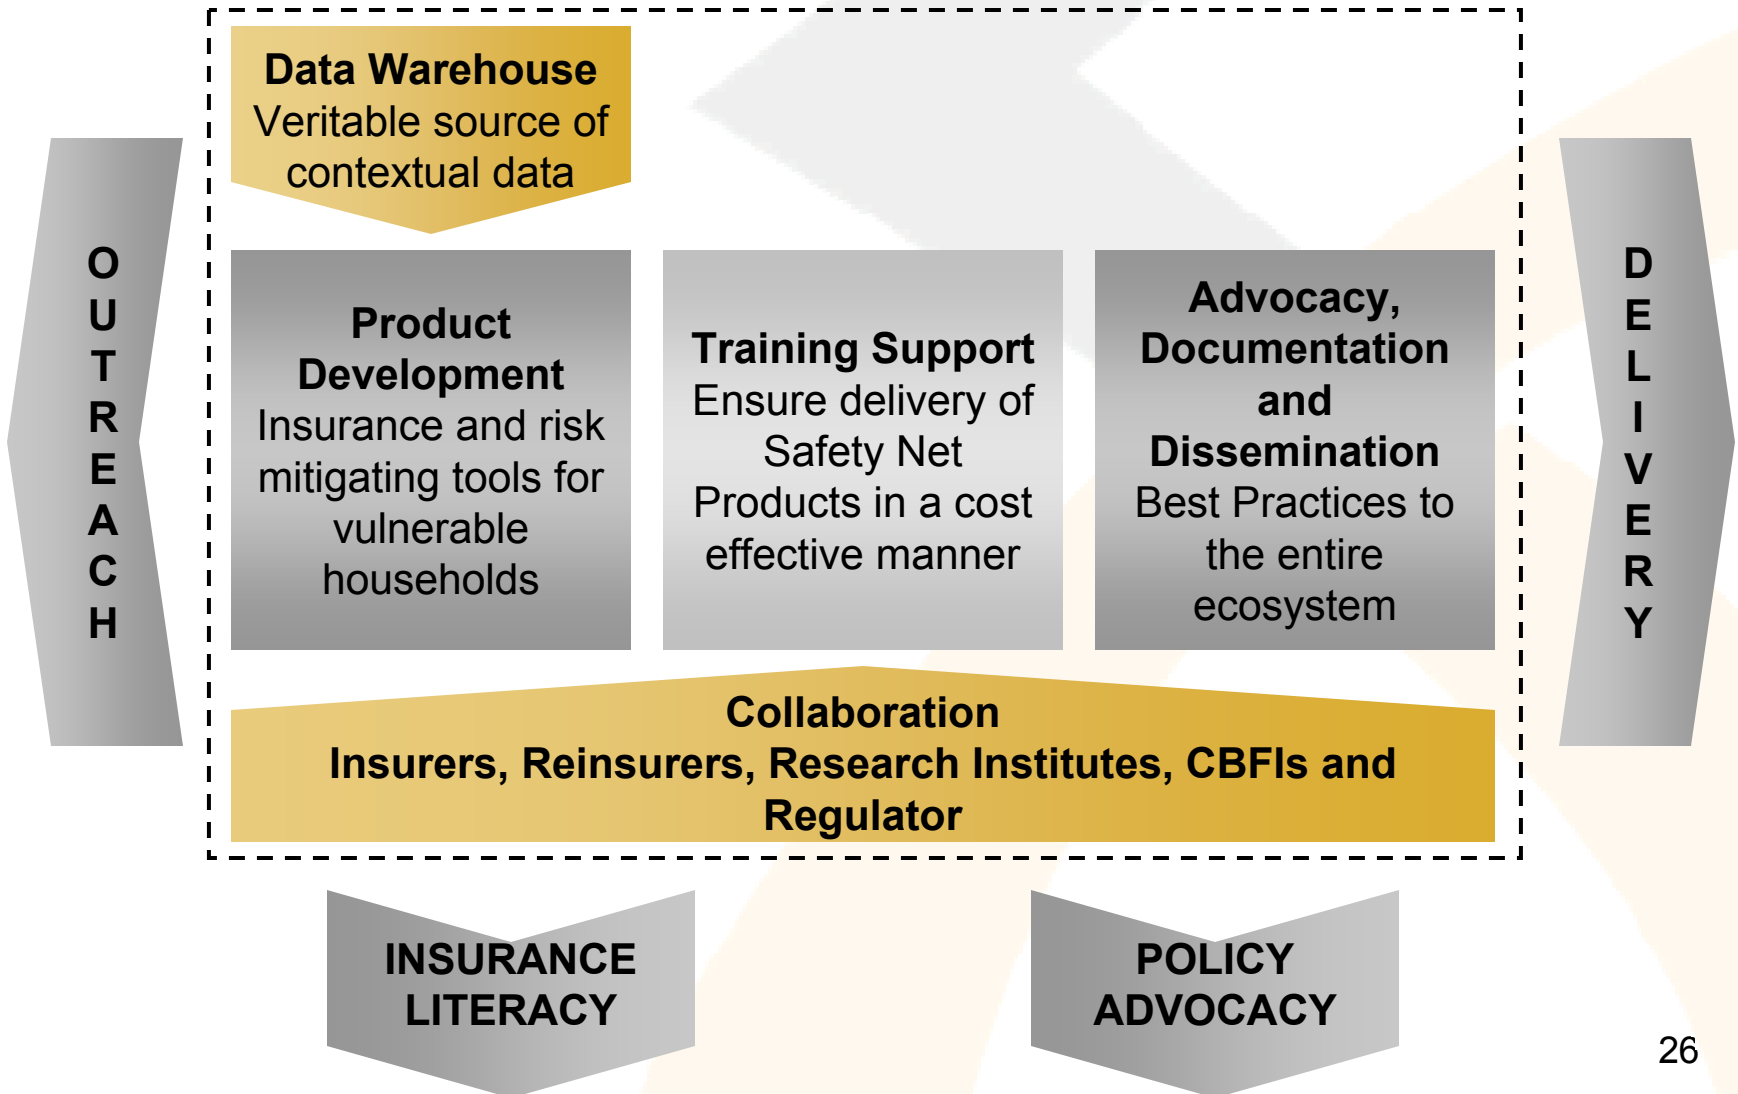 Data Warehouse
Veritable source of
contextual data
OUTREACH
Product
Development
Insurance and risk
mitigating tools for
vulnerable
households
Training Support
Ensure delivery of
Safety Net
Products in a cost
effective manner
Advocacy,
Documentation
and
Dissemination
Best Practices to
the entire
ecosystem
DELIVERY
Collaboration
Insurers, Reinsurers, Research Institutes, CBFIs and
Regulator
INSURANCE
LITERACY
POLICY
ADVOCACY
26